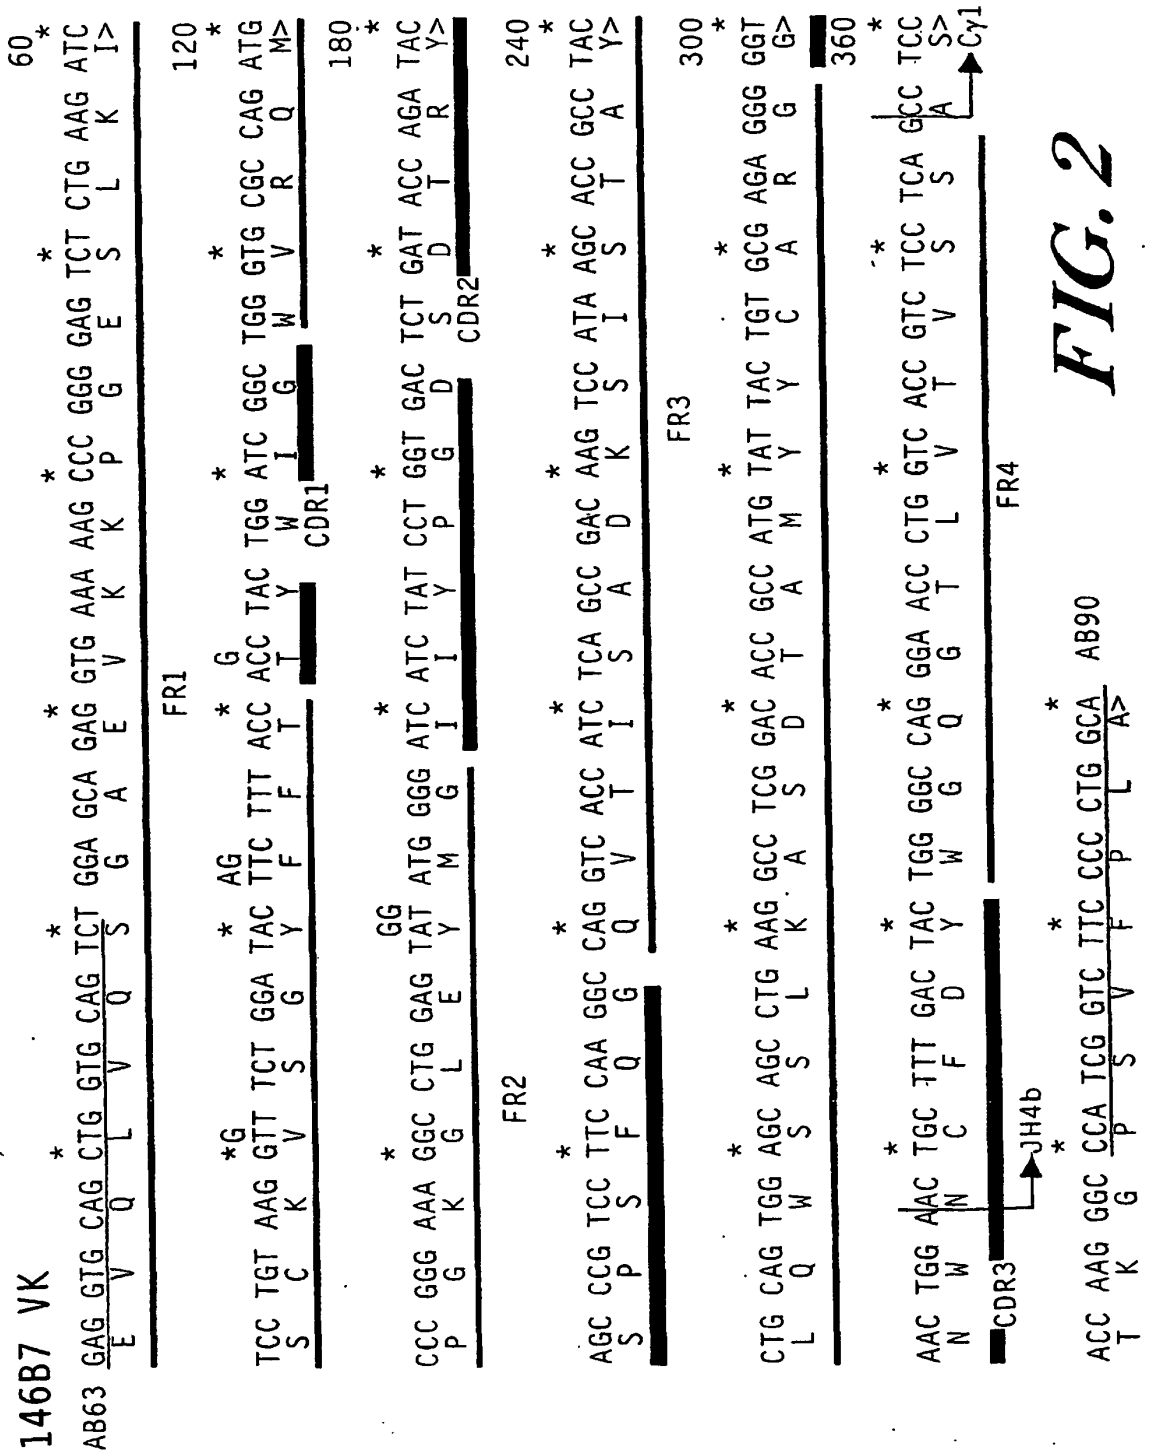 146B7 VK
60
* * * * * *
AB63 GAG GTG CAG CTG GTG CAG TCT GGA GCA GAG GTG AAA AAG CCC GGG GAG TCT CTG AAG ATC
E V Q L V Q S G A E V K K P G E S L K I>
FR1
120
*G * AG * G * * *
TCC TGT AAG GTT TCT GGA TAC TTC TTT ACC ACC TAC TGG ATC GGC TGG GTG CGC CAG ATG
S C K V S G Y F F T T Y W I G W V R Q M>
CDR1
180
* GG * * * *
CCC GGG AAA GGC CTG GAG TAT ATG GGG ATC ATC TAT CCT GGT GAC TCT GAT ACC AGA TAC
P G K G L E Y M G I I Y P G D S D T R Y>
FR2 CDR2
240
* * * * * *
AGC CCG TCC TTC CAA GGC CAG GTC ACC ATC TCA GCC GAC AAG TCC ATA AGC ACC GCC TAC
S P S F Q G Q V T I S A D K S I S T A Y>
FR3
300
* * * * * *
CTG CAG TGG AGC AGC CTG AAG GCC TCG GAC ACC GCC ATG TAT TAC TGT GCG AGA GGG GGT
L Q W S S L K A S D T A M Y Y C A R G G>
360
* * * * * *
AAC TGG AAC TGC TTT GAC TAC TGG GGC CAG GGA ACC CTG GTC ACC GTC TCC TCA GCC TCC
N W N C F D Y W G Q G T L V T V S S A S>
CDR3 JH4b FR4 Cγ1
* * *
ACC AAG GGC CCA TCG GTC TTC CCC CTG GCA AB90
T K G P S V F P L A>
FIG. 2